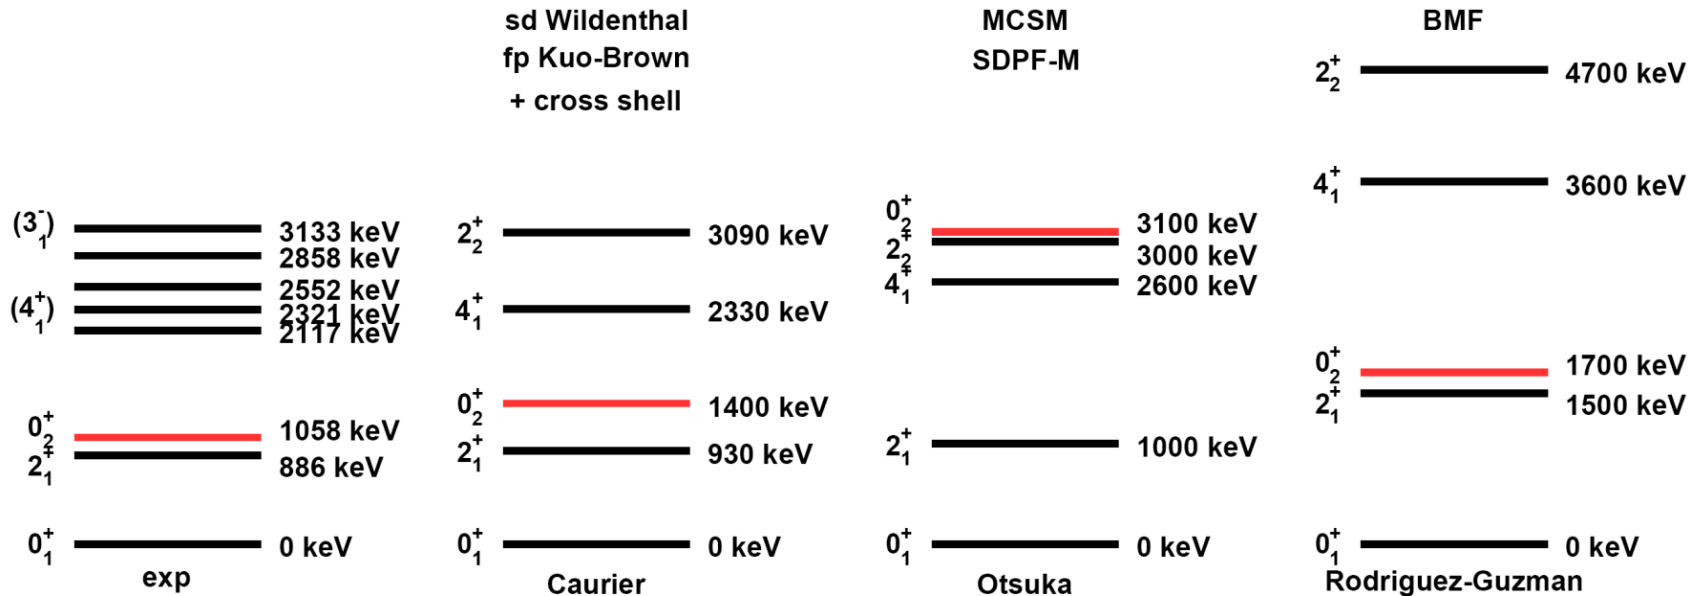 sd Wildenthal
fp Kuo-Brown
+ cross shell
MCSM
SDPF-M
BMF
(3⁻₁) 3133 keV
2858 keV
2552 keV
(4⁺₁) 2321 keV
2117 keV
0⁺₂ 1058 keV
2⁺₁ 886 keV
0⁺₁ 0 keV
exp
2⁺₂ 3090 keV
4⁺₁ 2330 keV
0⁺₂ 1400 keV
2⁺₁ 930 keV
0⁺₁ 0 keV
Caurier
0⁺₂ 3100 keV
2⁺₂ 3000 keV
4⁺₁ 2600 keV
2⁺₁ 1000 keV
0⁺₁ 0 keV
Otsuka
2⁺₂ 4700 keV
4⁺₁ 3600 keV
0⁺₂ 1700 keV
2⁺₁ 1500 keV
0⁺₁ 0 keV
Rodriguez-Guzman